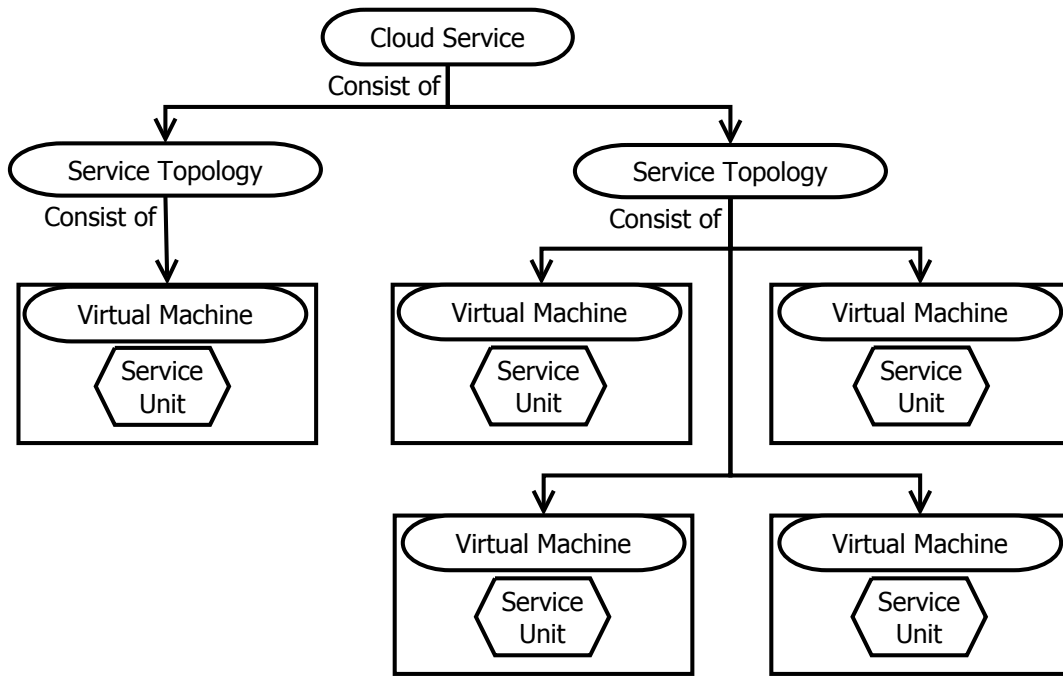 Cloud Service
Consist of
Service Topology
Service Topology
Consist of
Consist of
Virtual Machine
Service
Unit
Virtual Machine
Service
Unit
Virtual Machine
Service
Unit
Virtual Machine
Service
Unit
Virtual Machine
Service
Unit